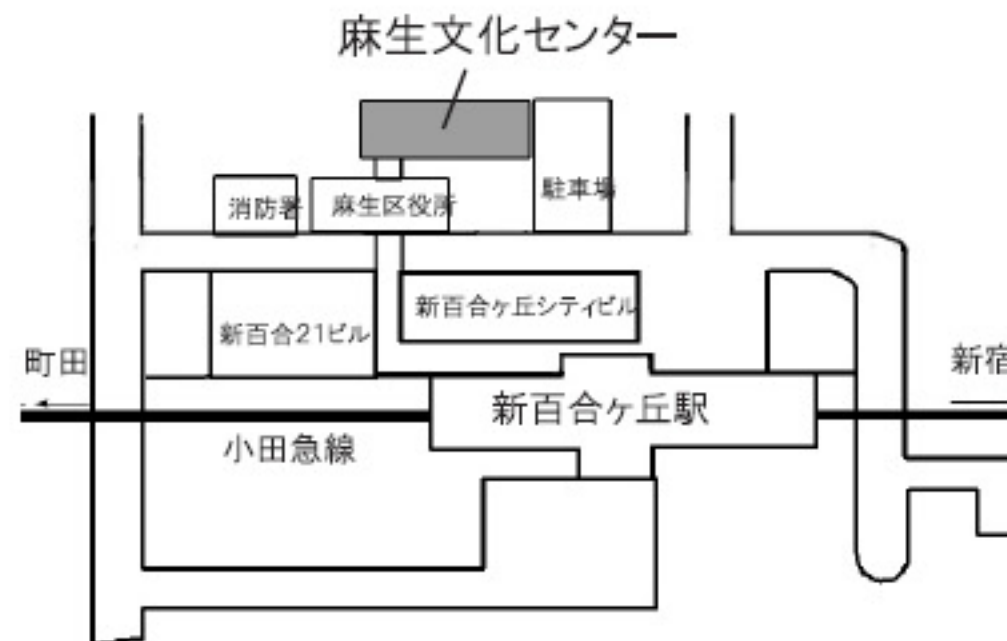 麻生文化センター
駐車場
消防署
麻生区役所
新百合ヶ丘シティビル
新百合21ビル
町田
新宿
新百合ヶ丘駅
小田急線